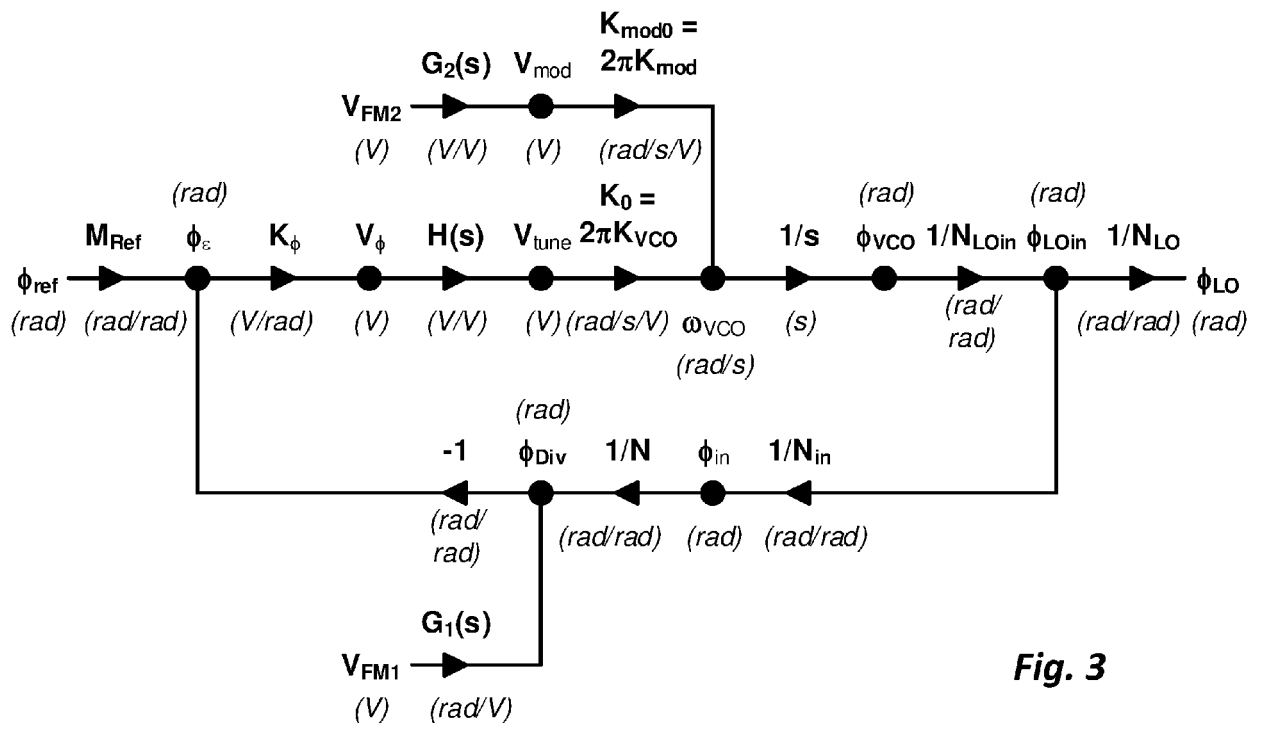 K_mod0 =
G₂(s) V_mod 2πK_mod
V_FM2
(V) (V/V) (V) (rad/s/V)
(rad) K₀ = (rad) (rad)
M_Ref ϕ_ε K_ϕ V_ϕ H(s) V_tune 2πK_VCO 1/s ϕ_VCO 1/N_LOin ϕ_LOin 1/N_LO
ϕ_ref ϕ_LO
(rad) (rad/rad) (V/rad) (V) (V/V) (V) (rad/s/V) ω_VCO (s) (rad/ (rad/rad) (rad)
rad)
(rad/s)
(rad)
-1 ϕ_Div 1/N ϕ_in 1/N_in
(rad/ (rad/rad) (rad) (rad/rad)
rad)
G₁(s)
V_FM1
(V) (rad/V)
Fig. 3